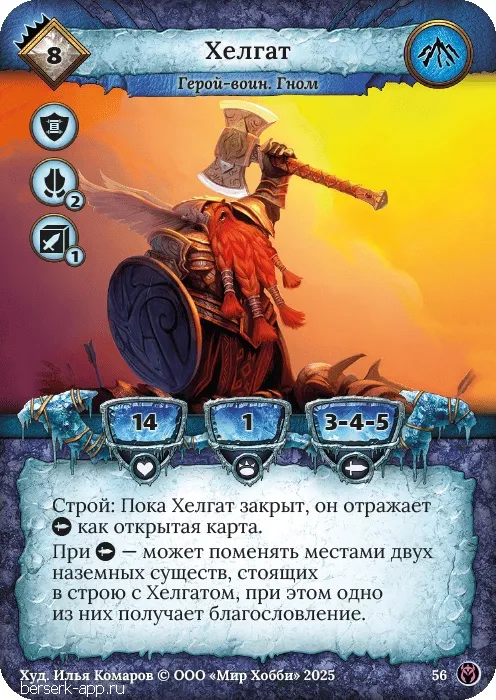 8
Хелгат
Герой-воин. Гном
2
1
14
1
3-4-5
Строй: Пока Хелгат закрыт, он отражает
как открытая карта.
При — может поменять местами двух
наземных существ, стоящих
в строю с Хелгатом, при этом одно
из них получает благословление.
Худ. Илья Комаров © ООО «Мир Хобби» 2025
56
berserk-app.ru